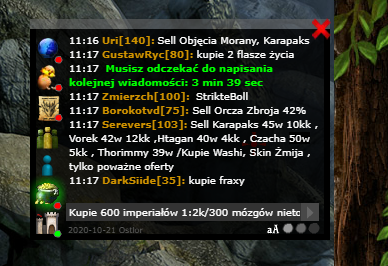 11:16 Uri[140]: Sell Objęcia Morany, Karapaks
11:17 GustawRyc[80]: kupie 2 flasze życia
11:17 Musisz odczekać do napisania
kolejnej wiadomości: 3 min 39 sec
11:17 Zmierzch[100]: StrikteBoll
11:17 Borokotvd[75]: Sell Orcza Zbroja 42%
11:17 Serevers[103]: Sell Karapaks 45w 10kk ,
Vorek 42w 12kk ,Htagan 40w 4kk , Czacha 50w
5kk , Thorimmy 39w /Kupie Washi, Skin Żmija ,
tylko poważne oferty
11:17 DarkSiide[35]: kupie fraxy
Kupie 600 imperiałów 1:2k/300 mózgów nietc
2020-10-21 Ostior
aA